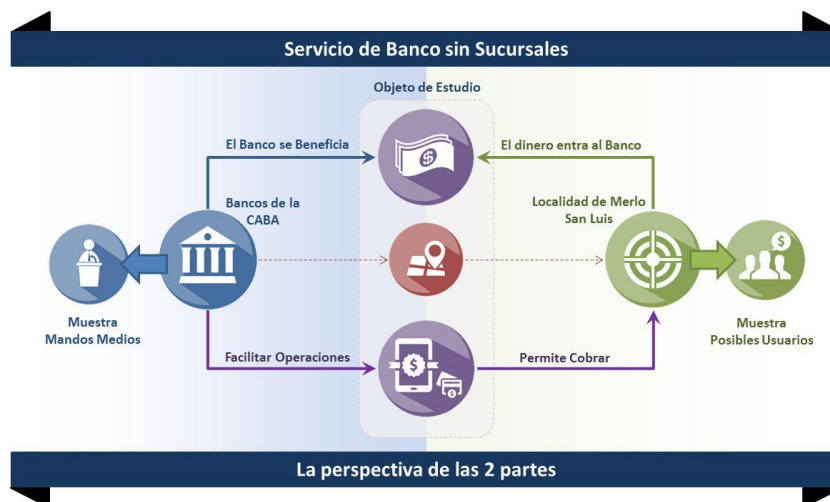 Servicio de Banco sin Sucursales
Objeto de Estudio
El Banco se Beneficia
El dinero entra al Banco
Bancos de la
CABA
Localidad de Merlo
San Luis
Muestra
Mandos Medios
Muestra
Posibles Usuarios
Facilitar Operaciones
Permite Cobrar
La perspectiva de las 2 partes